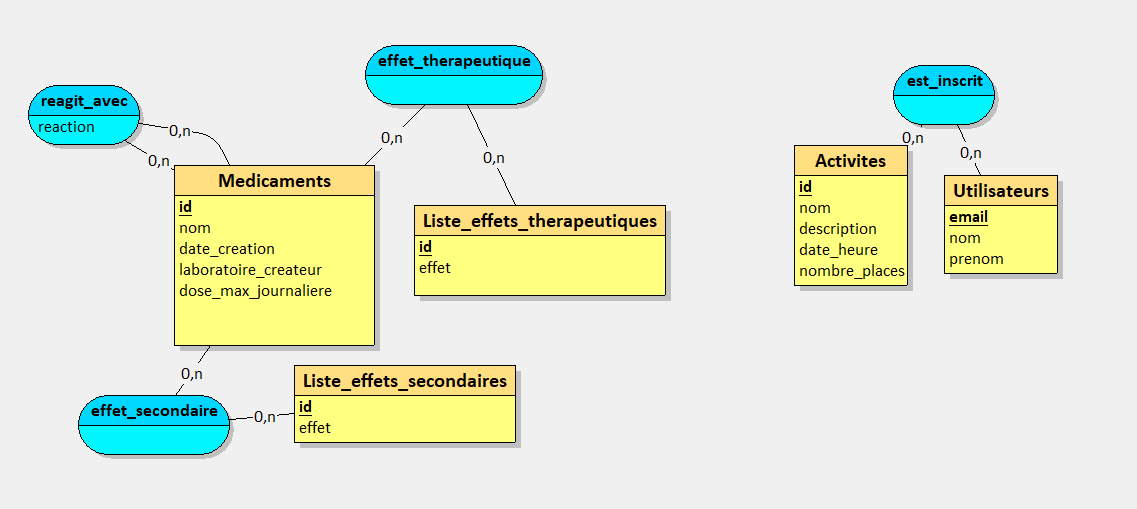 effet_therapeutique
est_inscrit
reagit_avec
reaction
0,n
0,n
0,n
0,n
0,n
0,n
Medicaments
id
nom
date_creation
laboratoire_createur
dose_max_journaliere
Liste_effets_therapeutiques
id
effet
Activites
id
nom
description
date_heure
nombre_places
Utilisateurs
email
nom
prenom
0,n
Liste_effets_secondaires
id
effet
effet_secondaire
0,n